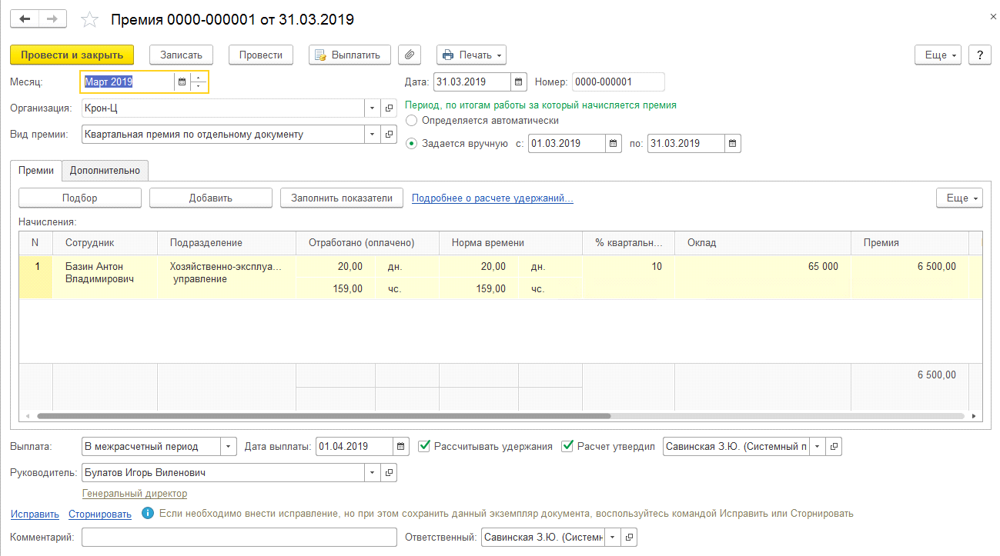 Премия 0000-000001 от 31.03.2019
Провести и закрыть Записать Провести Выплатить Печать Еще ?
Месяц: Март 2019 Дата: 31.03.2019 Номер: 0000-000001
Организация: Крон-Ц Период, по итогам работы за который начисляется премия
Определяется автоматически
Вид премии: Квартальная премия по отдельному документу Задается вручную с: 01.03.2019 по: 31.03.2019
Премии Дополнительно
Подбор Добавить Заполнить показатели Подробнее о расчете удержаний... Еще
Начисления:
N Сотрудник Подразделение Отработано (оплачено) Норма времени % квартальн... Оклад Премия
1 Базин Антон Хозяйственно-эксплуа... 20,00 дн. 20,00 дн. 10 65 000 6 500,00
Владимирович управление
159,00 чс. 159,00 чс.
6 500,00
Выплата: В межрасчетный период Дата выплаты: 01.04.2019 Рассчитывать удержания Расчет утвердил Савинская З.Ю. (Системный п
Руководитель: Булатов Игорь Виленович
Генеральный директор
Исправить Сторнировать i Если необходимо внести исправление, но при этом сохранить данный экземпляр документа, воспользуйтесь командой Исправить или Сторнировать
Комментарий: Ответственный: Савинская З.Ю. (Системн